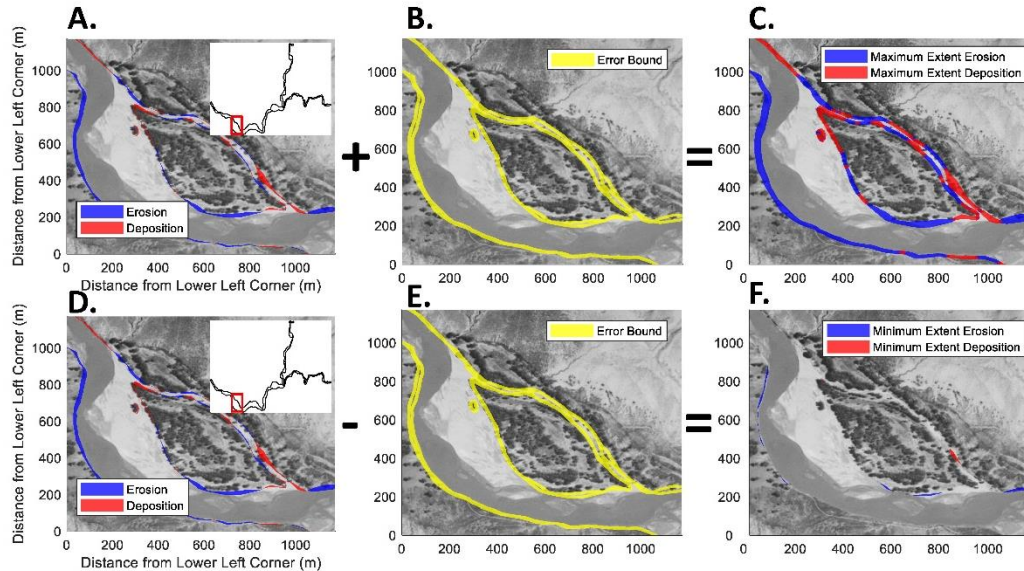 A.
B.
C.
Distance from Lower Left Corner (m)
1000
800
600
400
200
0
Erosion
Deposition
0 200 400 600 800 1000
Distance from Lower Left Corner (m)
+
1000
800
600
400
200
0
Error Bound
0 200 400 600 800 1000
=
1000
800
600
400
200
0
Maximum Extent Erosion
Maximum Extent Deposition
0 200 400 600 800 1000
D.
E.
F.
Distance from Lower Left Corner (m)
1000
800
600
400
200
0
Erosion
Deposition
0 200 400 600 800 1000
Distance from Lower Left Corner (m)
-
1000
800
600
400
200
0
Error Bound
0 200 400 600 800 1000
=
1000
800
600
400
200
0
Minimum Extent Erosion
Minimum Extent Deposition
0 200 400 600 800 1000